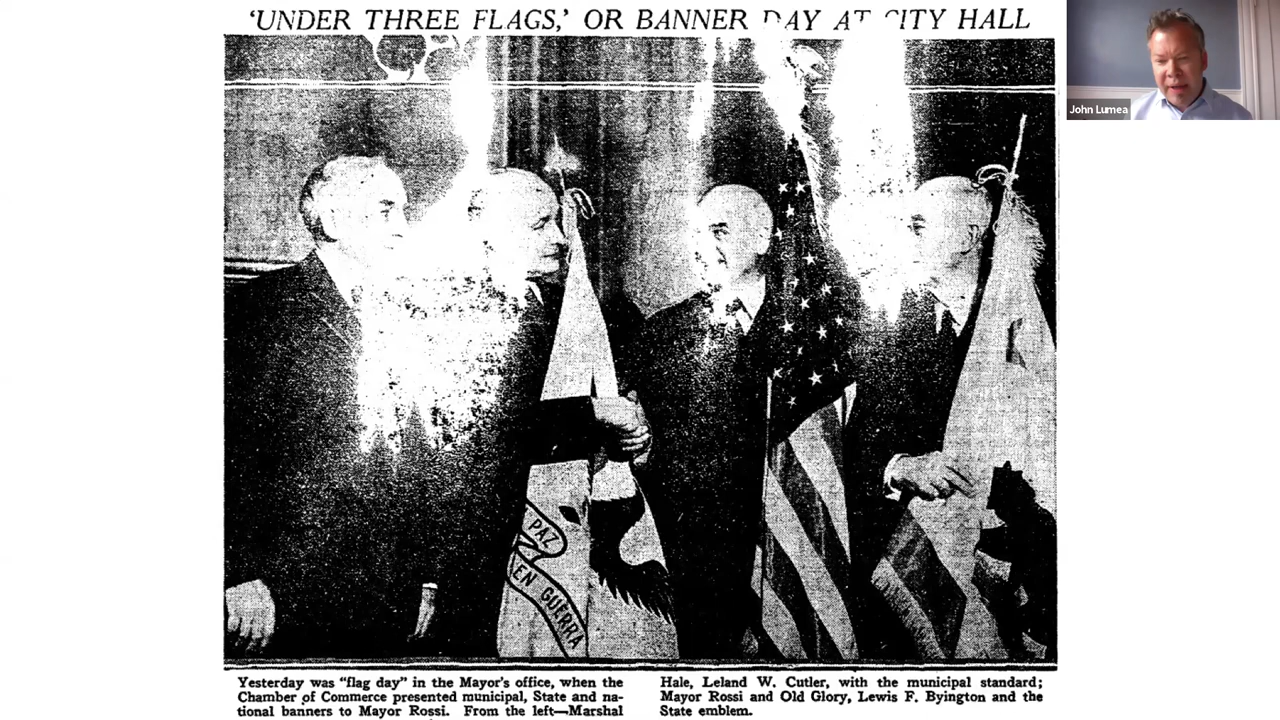 'UNDER THREE FLAGS,' OR BANNER DAY AT CITY HALL
John Lumea
PAZ
EN GUERRA
Yesterday was "flag day" in the Mayor's office, when the
Chamber of Commerce presented municipal, State and na-
tional banners to Mayor Rossi. From the left—Marshal
Hale, Leland W. Cutler, with the municipal standard;
Mayor Rossi and Old Glory, Lewis F. Byington and the
State emblem.